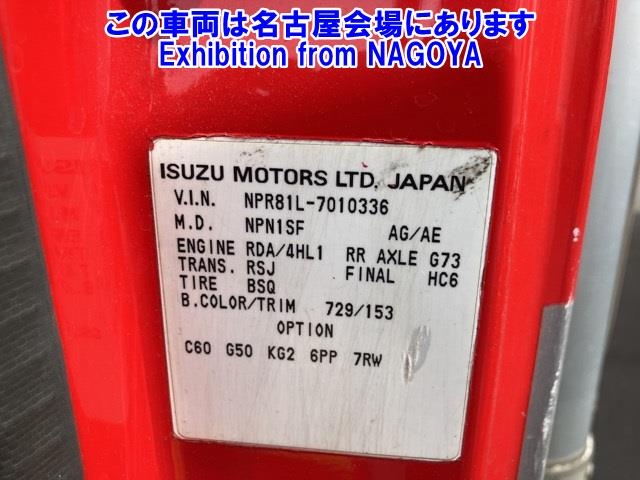 この車両は名古屋会場にあります
Exhibition from NAGOYA
ISUZU MOTORS LTD. JAPAN
V.I.N. NPR81L-7010336
M.D. NPN1SF AG/AE
ENGINE RDA/4HL1 RR AXLE G73
TRANS. RSJ FINAL HC6
TIRE BSQ
B.COLOR/TRIM 729/153
OPTION
C60 G50 KG2 6PP 7RW